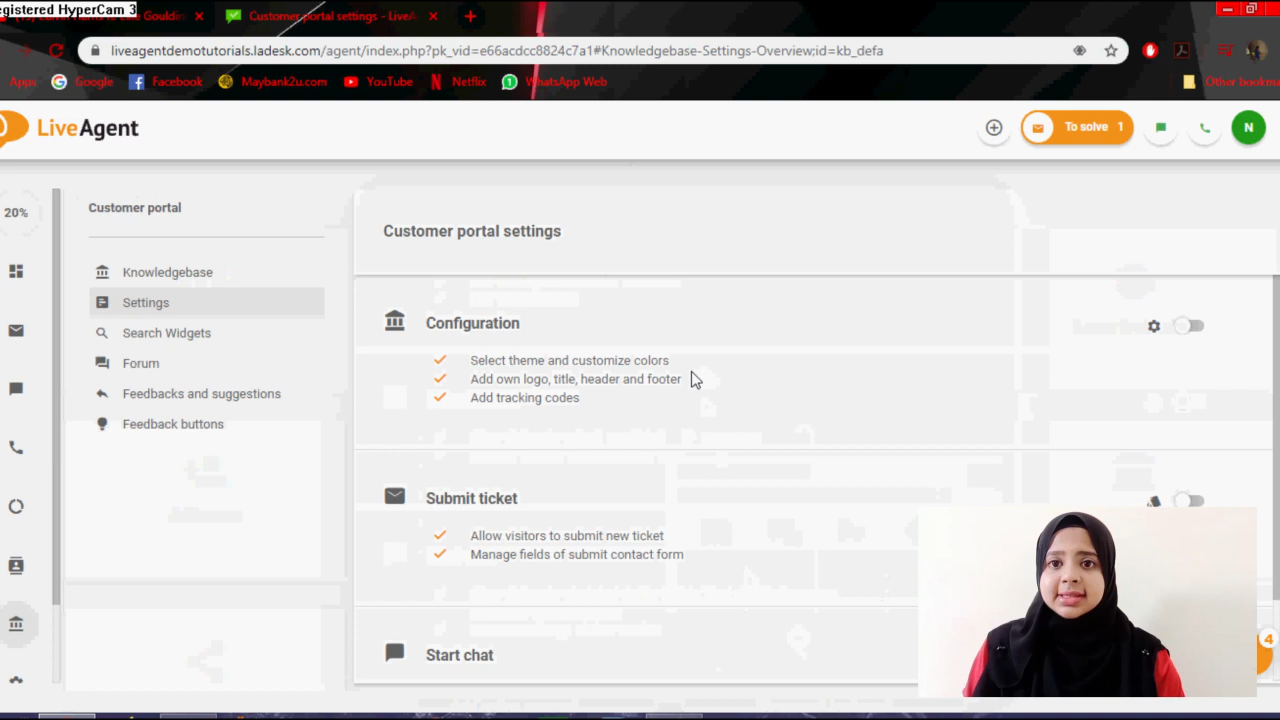 egistered HyperCam 3
Customer portal settings - LiveA
liveagentdemotutorials.ladesk.com/agent/index.php?pk_vid=e66acdcc8824c7a1#Knowledgebase-Settings-Overview;id=kb_defa
Apps Google Facebook Maybank2u.com YouTube Netflix WhatsApp Web Other bookma
LiveAgent
To solve 1
N
20%
Customer portal
Knowledgebase
Settings
Search Widgets
Forum
Feedbacks and suggestions
Feedback buttons
Customer portal settings
Configuration
Select theme and customize colors
Add own logo, title, header and footer
Add tracking codes
Submit ticket
Allow visitors to submit new ticket
Manage fields of submit contact form
Start chat
4